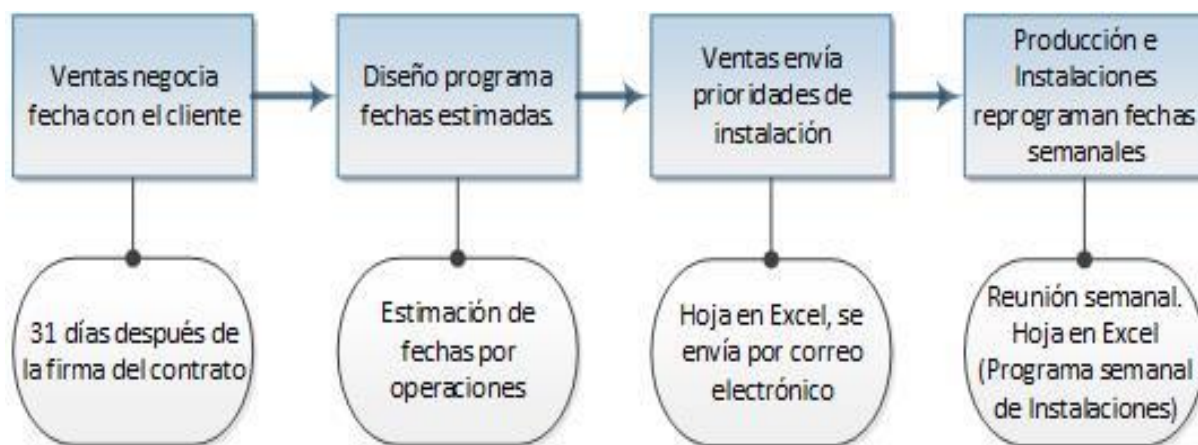 Ventas negocia
fecha con el cliente
Diseño programa
fechas estimadas.
Ventas envía
prioridades de
instalación
Producción e
Instalaciones
reprograman fechas
semanales
31 días después de
la firma del contrato
Estimación de
fechas por
operaciones
Hoja en Excel, se
envía por correo
electrónico
Reunión semanal.
Hoja en Excel
(Programa semanal
de Instalaciones)